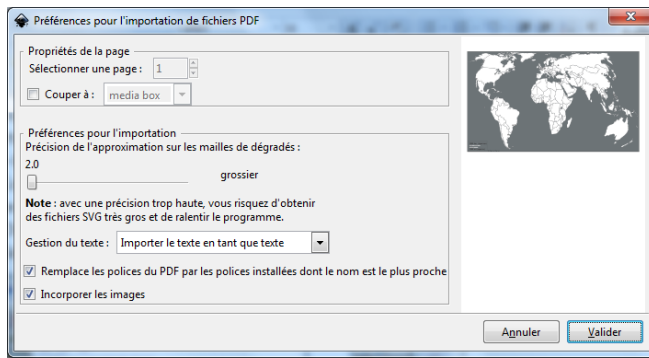 Préférences pour l'importation de fichiers PDF
Propriétés de la page
Sélectionner une page : 1
Couper à : media box
Préférences pour l'importation
Précision de l'approximation sur les mailles de dégradés :
2.0
grossier
Note : avec une précision trop haute, vous risquez d'obtenir
des fichiers SVG très gros et de ralentir le programme.
Gestion du texte : Importer le texte en tant que texte
Remplace les polices du PDF par les polices installées dont le nom est le plus proche
Incorporer les images
Annuler Valider